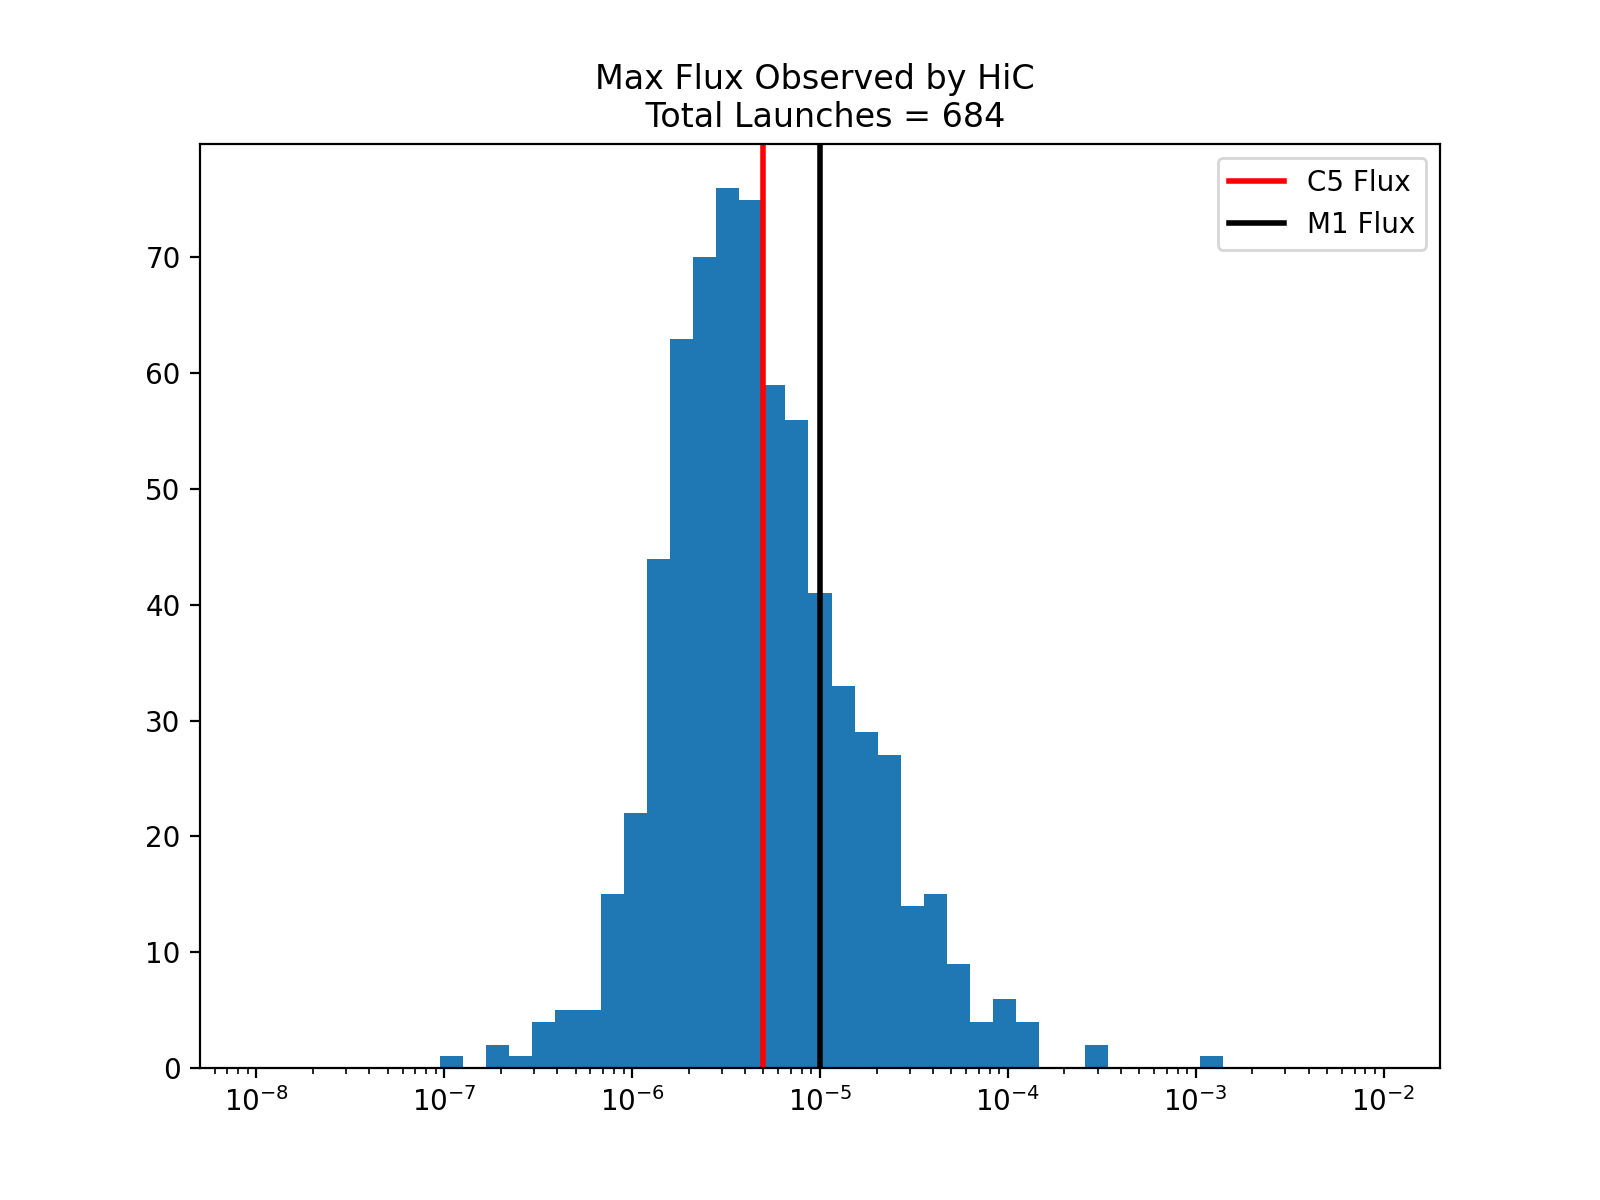 Max Flux Observed by HiC
Total Launches = 684
C5 Flux
M1 Flux
70
60
50
40
30
20
10
0
10⁻⁸ 10⁻⁷ 10⁻⁶ 10⁻⁵ 10⁻⁴ 10⁻³ 10⁻²